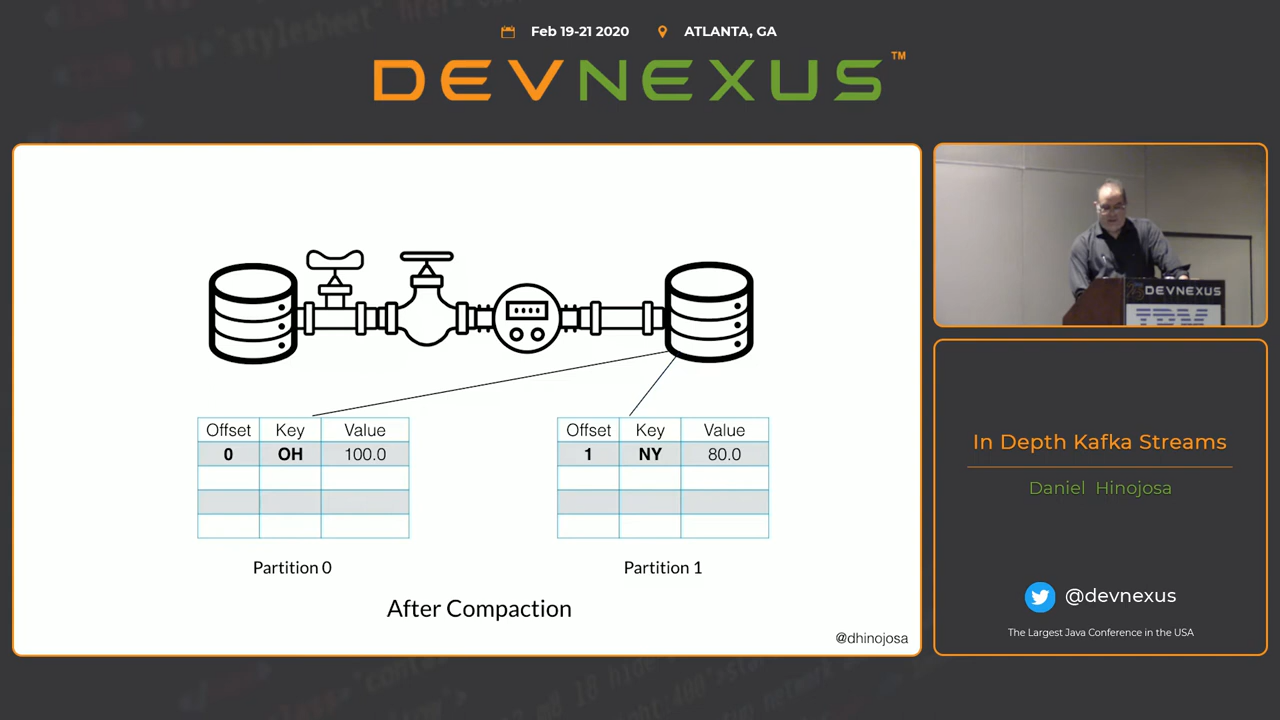 Feb 19-21 2020 ATLANTA, GA
DEVNEXUS™
Offset Key Value
0 OH 100.0
Partition 0
Offset Key Value
1 NY 80.0
Partition 1
After Compaction
@dhinojosa
DEVNEXUS
IBM
In Depth Kafka Streams
Daniel Hinojosa
@devnexus
The Largest Java Conference in the USA